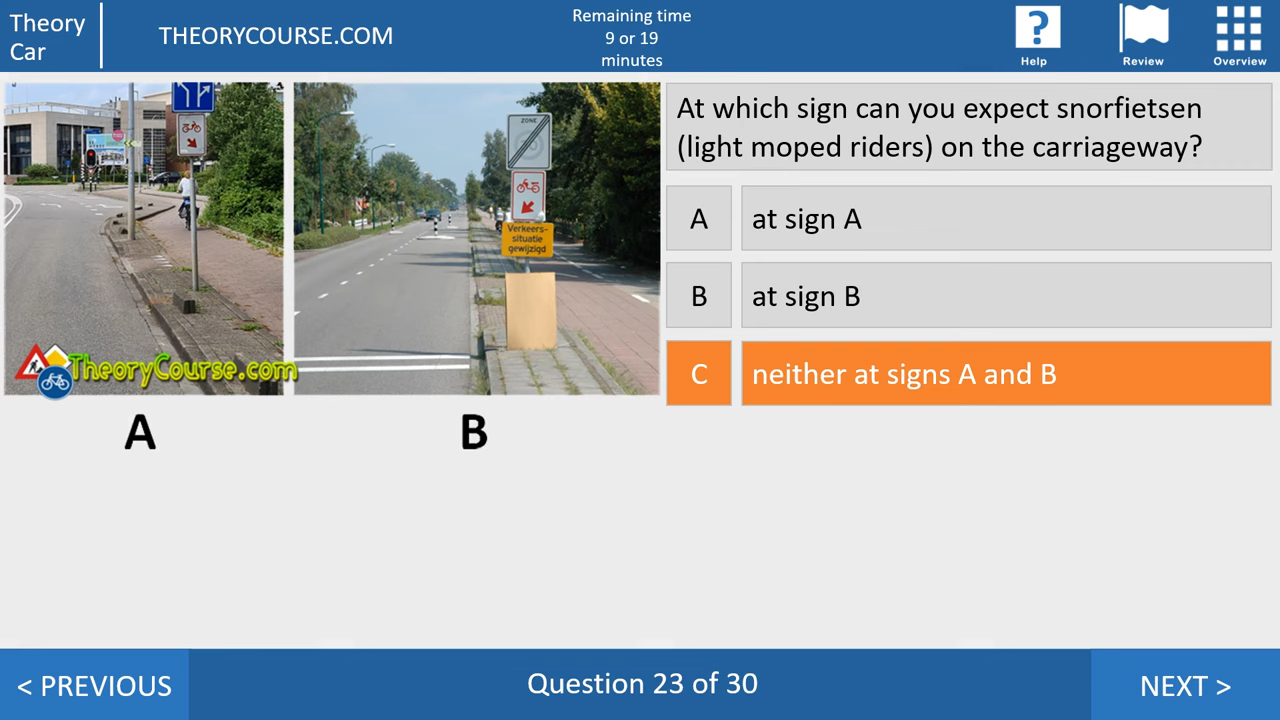 Theory
Car
THEORYCOURSE.COM
Remaining time
9 or 19
minutes
Help
Review
Overview
ZONE
Verkeers-
situatie
gewijzigd
TheoryCourse.com
A
B
At which sign can you expect snorfietsen
(light moped riders) on the carriageway?
A
at sign A
B
at sign B
C
neither at signs A and B
< PREVIOUS
Question 23 of 30
NEXT >